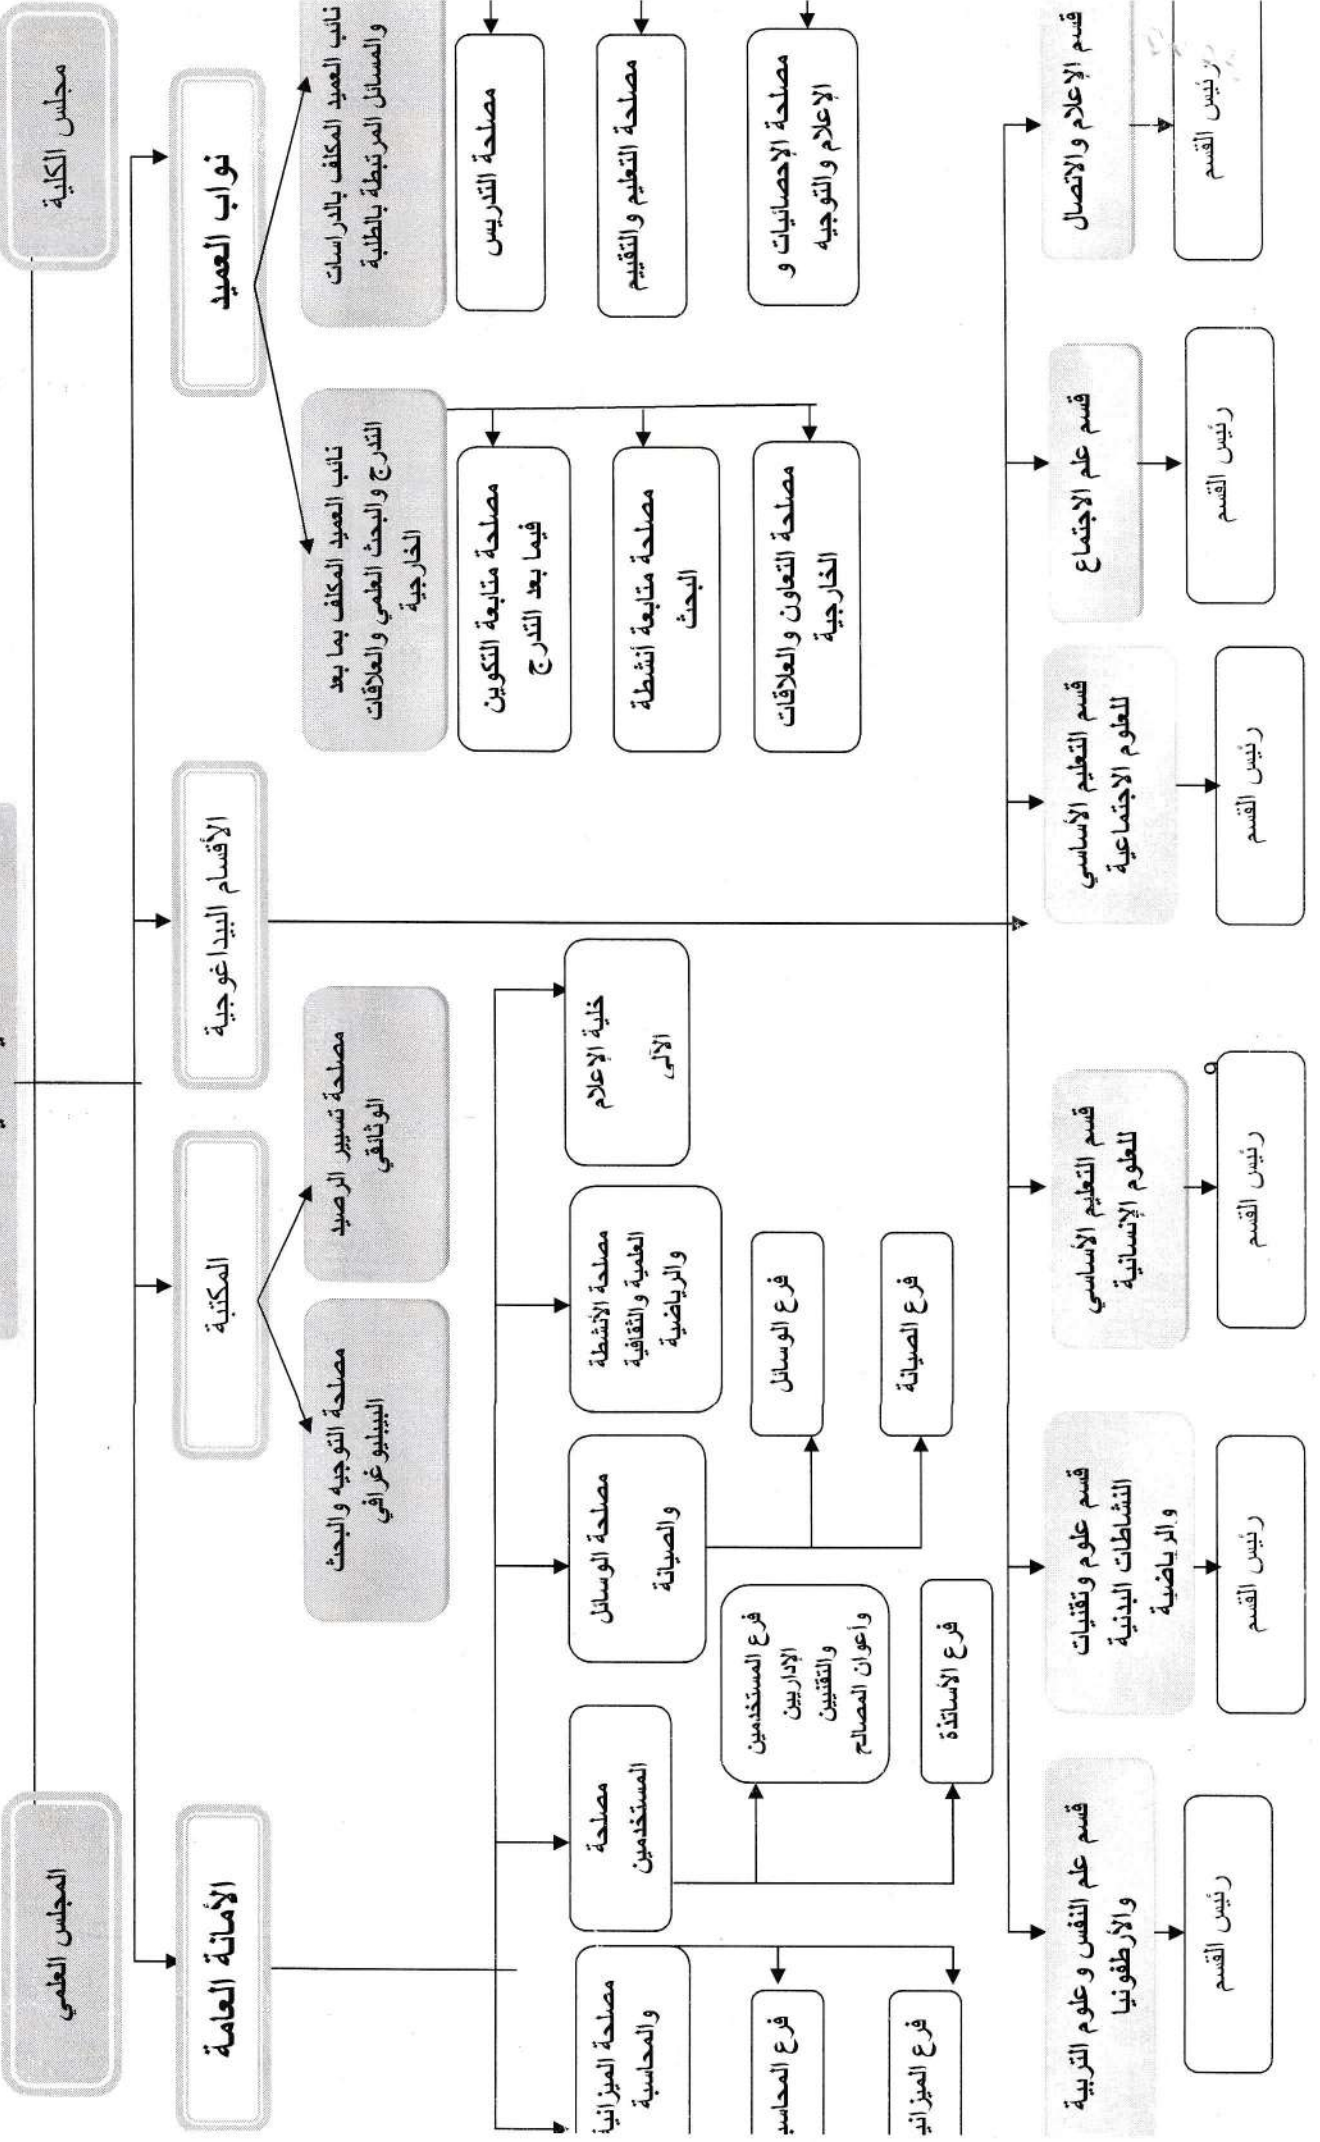 مجلس الكلية
المجلس العلمي
نواب العميد
الأقسام البيداغوجية
المكتبة
الأمانة العامة
نائب العميد المكلف بالدراسات
والمسائل المرتبطة بالطلبة
نائب العميد المكلف بما بعد
التدرج والبحث العلمي والعلاقات
الخارجية
مصلحة تسيير الرصيد
الوثائقي
مصلحة التوجيه والبحث
البيبليوغرافي
مصلحة التدريس
مصلحة التعليم والتقييم
مصلحة الإحصائيات و
الإعلام والتوجيه
مصلحة متابعة التكوين
فيما بعد التدرج
مصلحة متابعة أنشطة
البحث
مصلحة التعاون والعلاقات
الخارجية
خلية الإعلام
الآلي
مصلحة الأنشطة
العلمية والثقافية
والرياضية
مصلحة الوسائل
والصيانة
مصلحة
المستخدمين
مصلحة الميزانية
والمحاسبة
فرع الوسائل
فرع الصيانة
فرع المستخدمين
الإداريين
والتقنيين
وأعوان المصالح
فرع الأساتذة
فرع المحاسب
فرع الميزاني
قسم الإعلام والاتصال
رئيس القسم
قسم علم الاجتماع
رئيس القسم
قسم التعليم الأساسي
للعلوم الاجتماعية
رئيس القسم
قسم التعليم الأساسي
للعلوم الإنسانية
رئيس القسم
قسم علوم وتقنيات
النشاطات البدنية
والرياضية
رئيس القسم
قسم علم النفس وعلوم التربية
والأرطفونيا
رئيس القسم